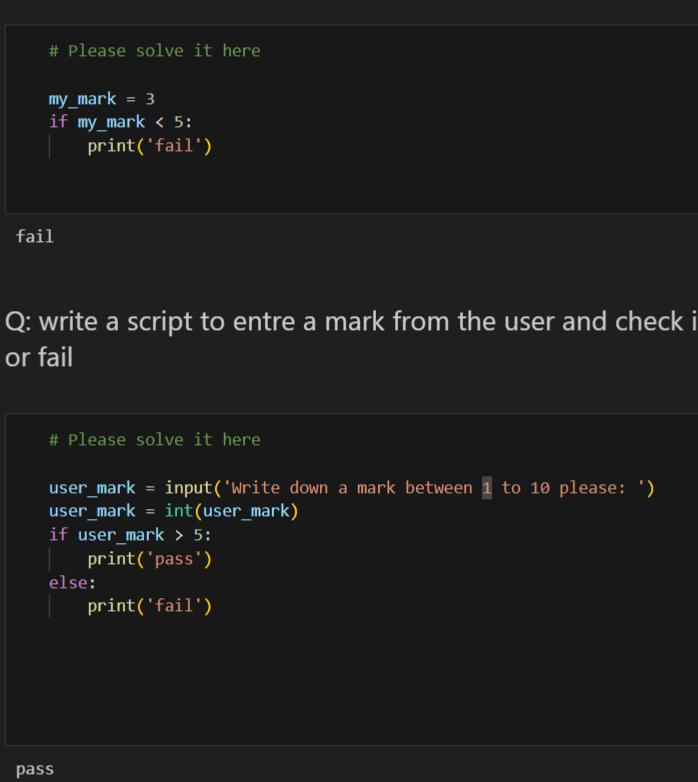 # Please solve it here
my_mark = 3
if my_mark < 5:
    print('fail')
fail
Q: write a script to entre a mark from the user and check i
or fail
# Please solve it here
user_mark = input('Write down a mark between 1 to 10 please: ')
user_mark = int(user_mark)
if user_mark > 5:
    print('pass')
else:
    print('fail')
pass